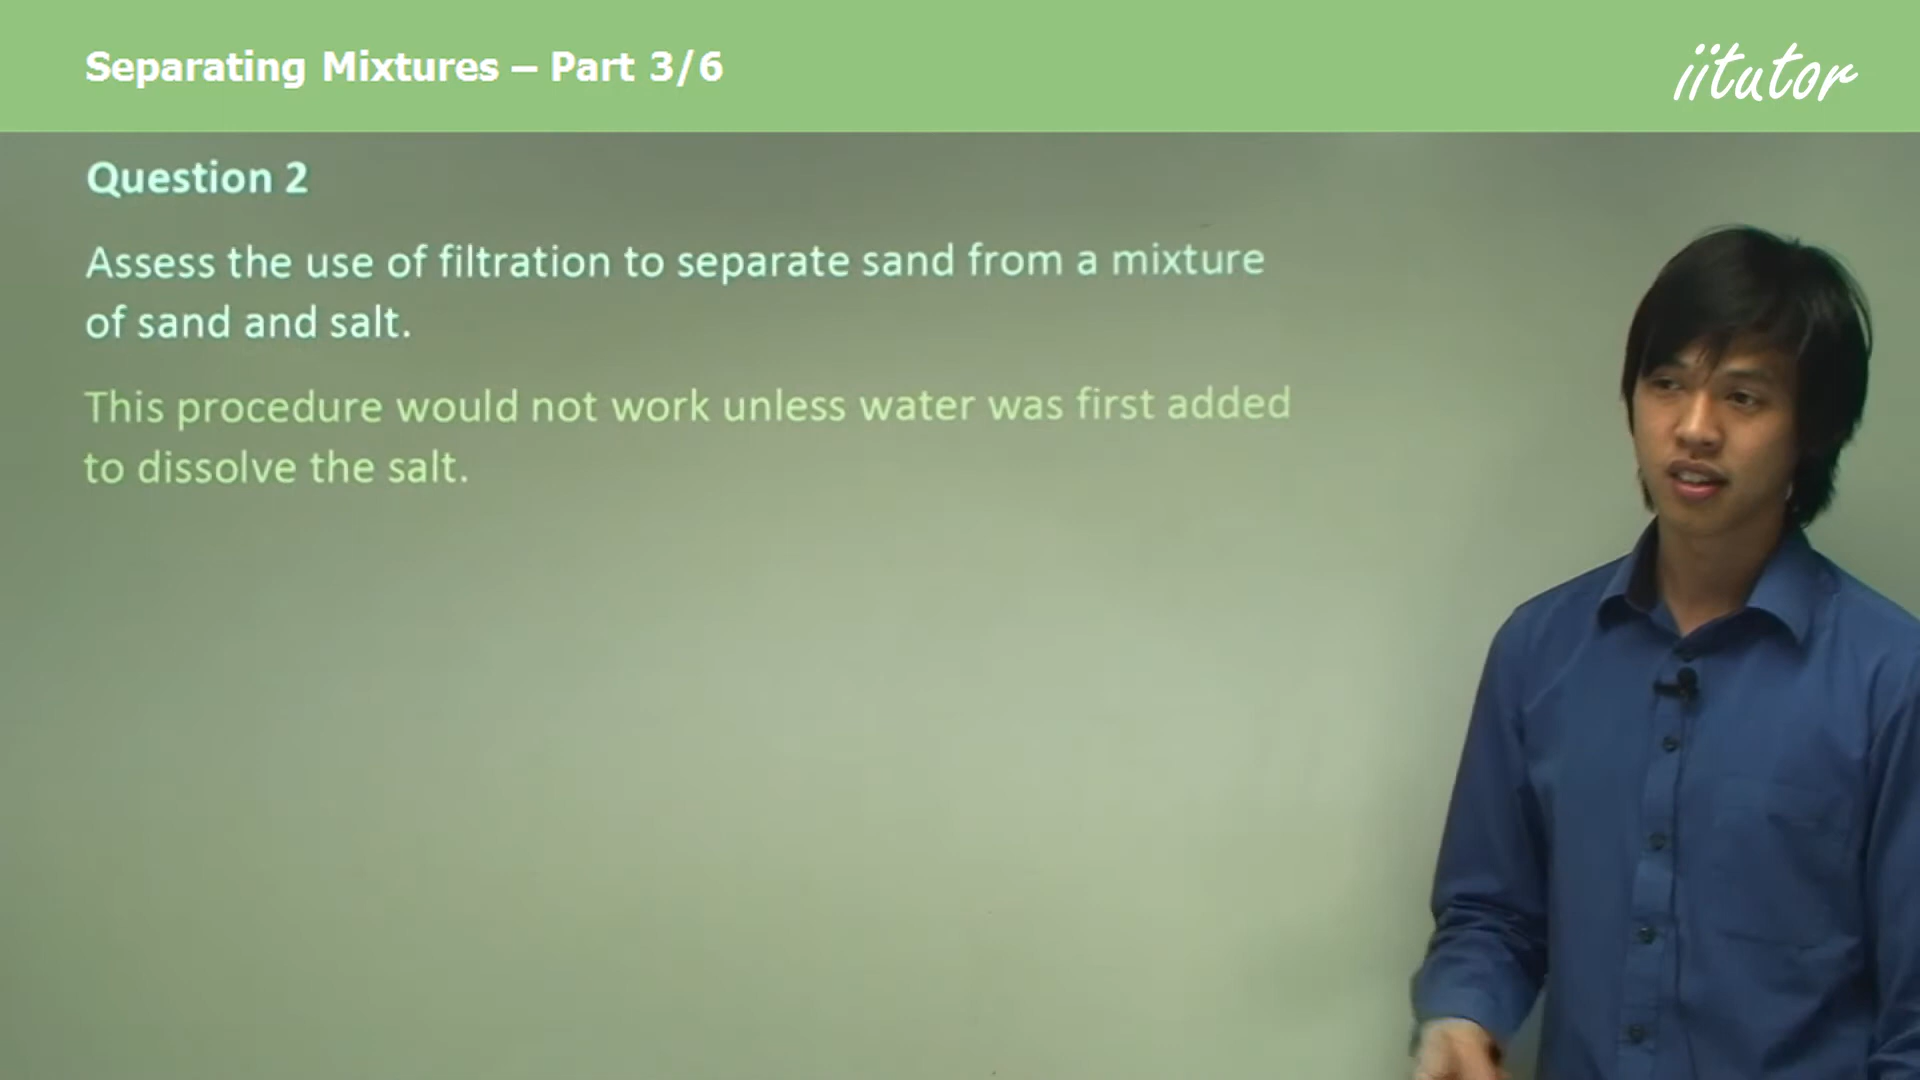 Separating Mixtures – Part 3/6
iitutor
Question 2
Assess the use of filtration to separate sand from a mixture
of sand and salt.
This procedure would not work unless water was first added
to dissolve the salt.